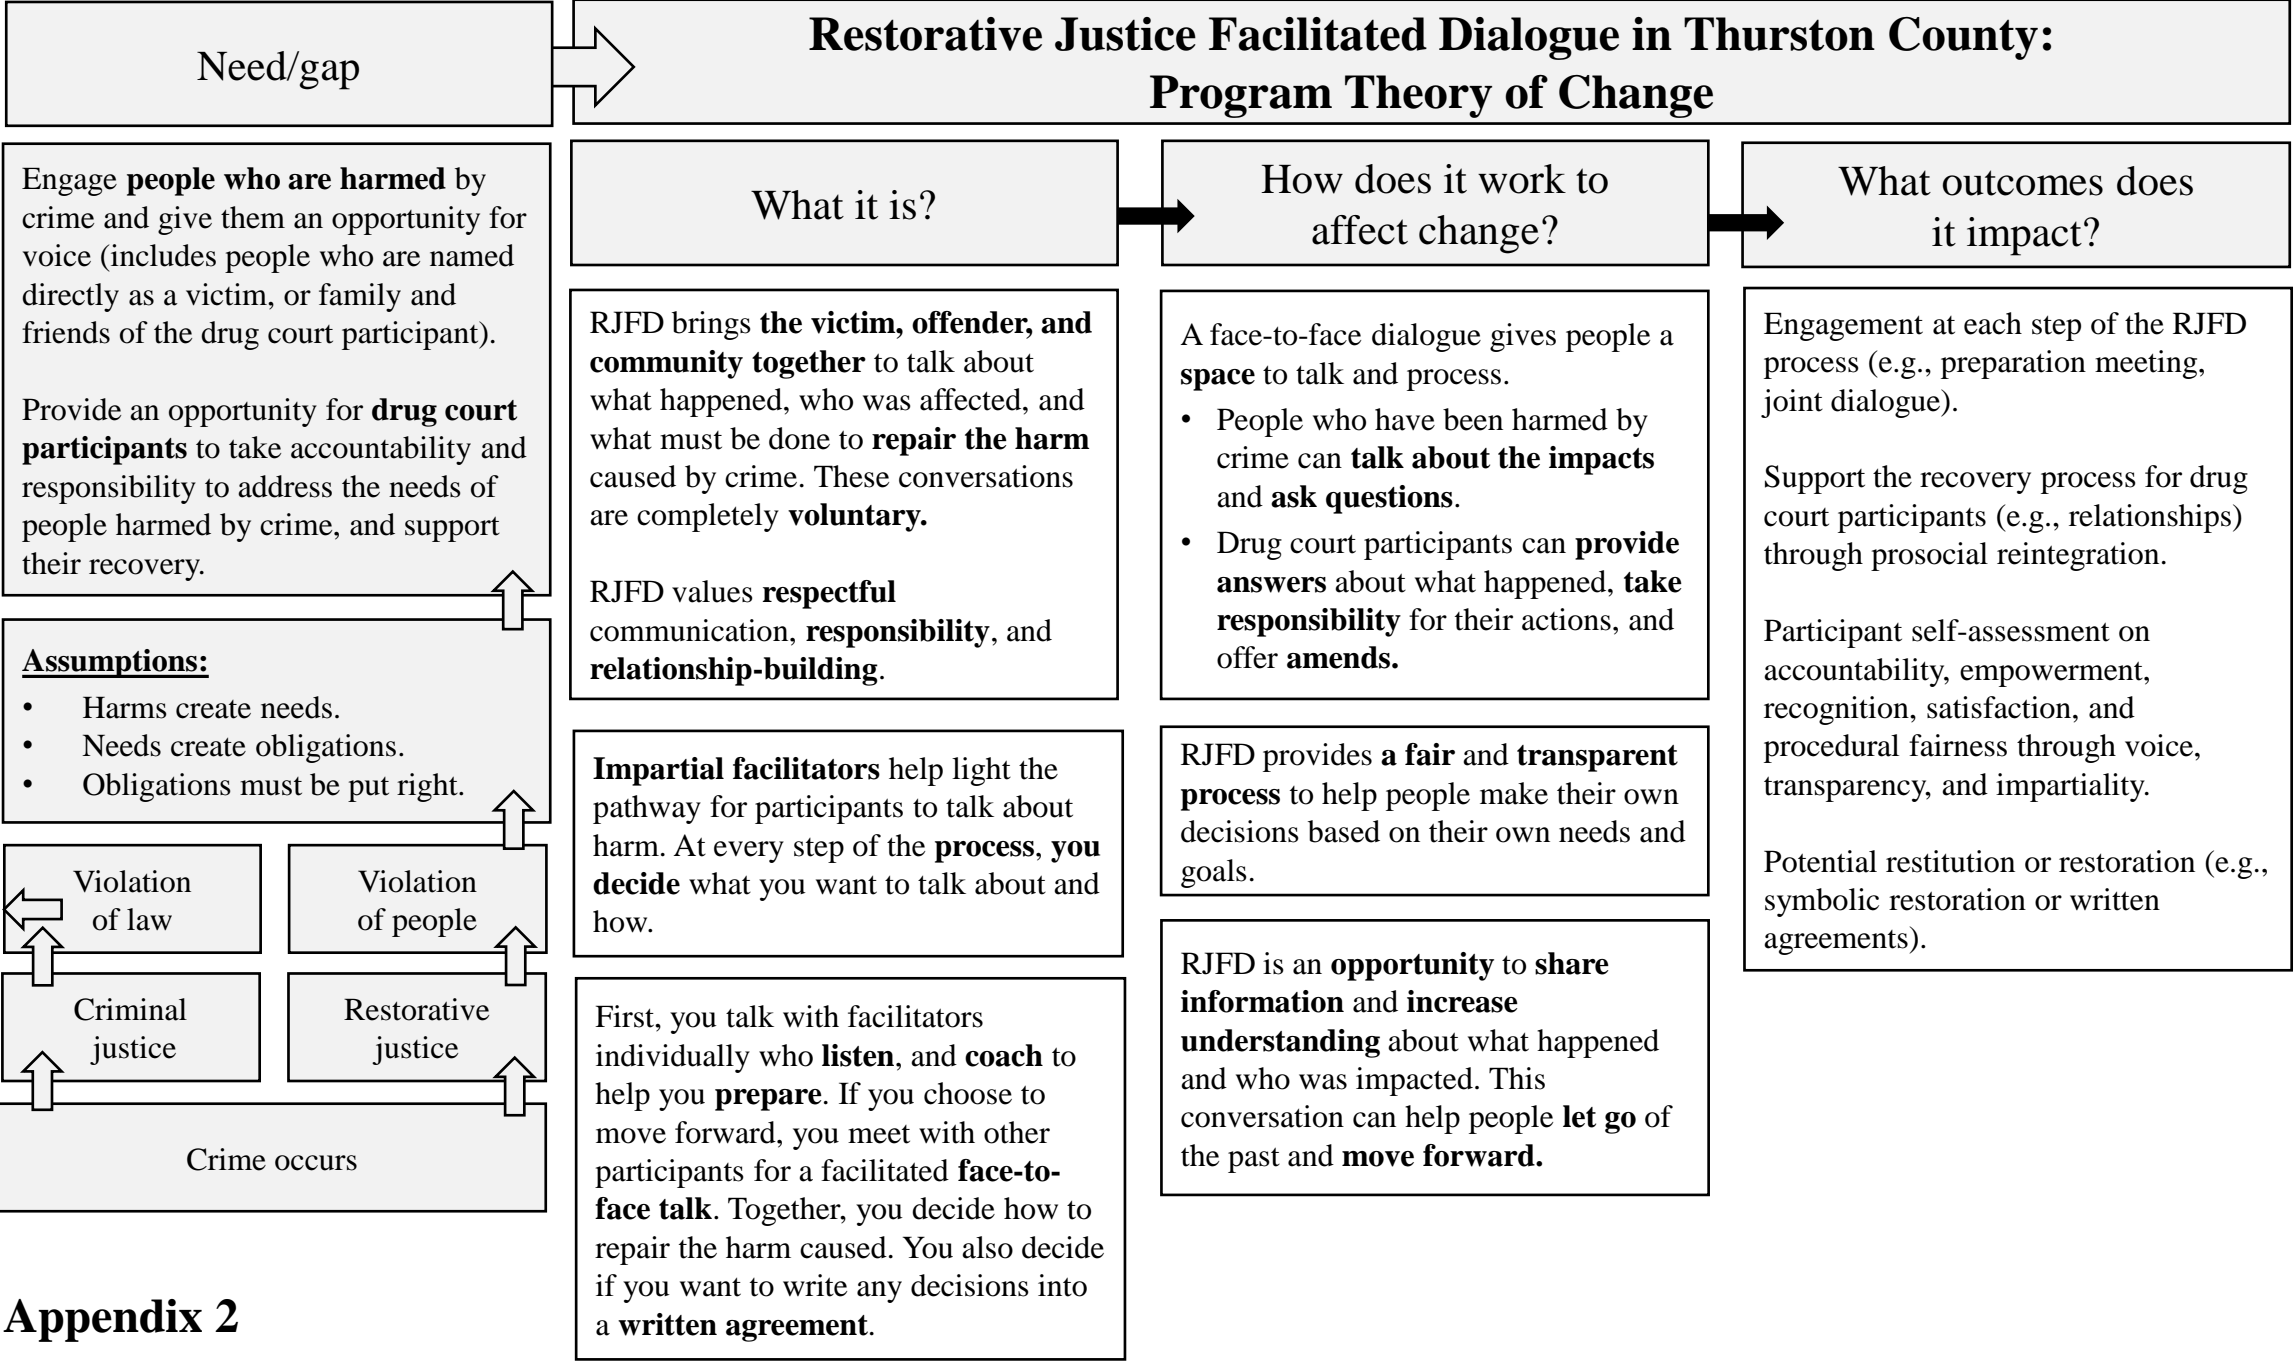 Need/gap
Restorative Justice Facilitated Dialogue in Thurston County:
Program Theory of Change
Engage people who are harmed by
crime and give them an opportunity for
voice (includes people who are named
directly as a victim, or family and
friends of the drug court participant).
Provide an opportunity for drug court
participants to take accountability and
responsibility to address the needs of
people harmed by crime, and support
their recovery.
Assumptions:
• Harms create needs.
• Needs create obligations.
• Obligations must be put right.
Violation
of law
Violation
of people
Criminal
justice
Restorative
justice
Crime occurs
Appendix 2
What it is?
RJFD brings the victim, offender, and
community together to talk about
what happened, who was affected, and
what must be done to repair the harm
caused by crime. These conversations
are completely voluntary.
RJFD values respectful
communication, responsibility, and
relationship-building.
Impartial facilitators help light the
pathway for participants to talk about
harm. At every step of the process, you
decide what you want to talk about and
how.
First, you talk with facilitators
individually who listen, and coach to
help you prepare. If you choose to
move forward, you meet with other
participants for a facilitated face-to-
face talk. Together, you decide how to
repair the harm caused. You also decide
if you want to write any decisions into
a written agreement.
How does it work to
affect change?
A face-to-face dialogue gives people a
space to talk and process.
• People who have been harmed by
crime can talk about the impacts
and ask questions.
• Drug court participants can provide
answers about what happened, take
responsibility for their actions, and
offer amends.
RJFD provides a fair and transparent
process to help people make their own
decisions based on their own needs and
goals.
RJFD is an opportunity to share
information and increase
understanding about what happened
and who was impacted. This
conversation can help people let go of
the past and move forward.
What outcomes does
it impact?
Engagement at each step of the RJFD
process (e.g., preparation meeting,
joint dialogue).
Support the recovery process for drug
court participants (e.g., relationships)
through prosocial reintegration.
Participant self-assessment on
accountability, empowerment,
recognition, satisfaction, and
procedural fairness through voice,
transparency, and impartiality.
Potential restitution or restoration (e.g.,
symbolic restoration or written
agreements).